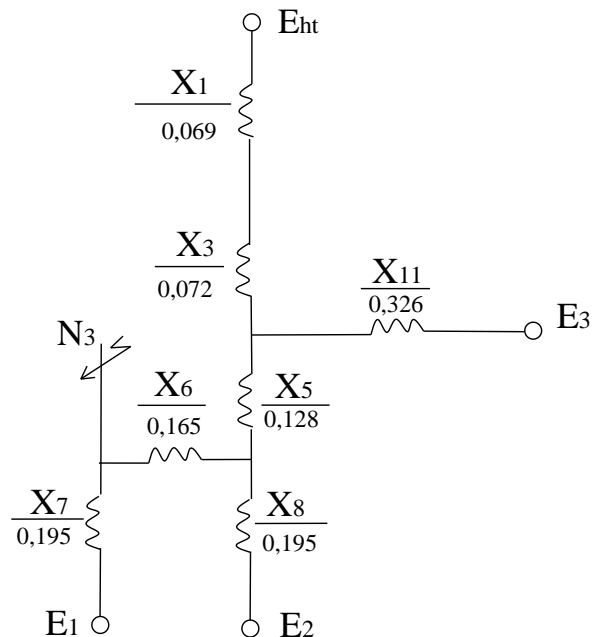 Eht
X1
0,069
X3
0,072
X11
0,326
E3
N3
X6
0,165
X5
0,128
X7
0,195
X8
0,195
E1
E2